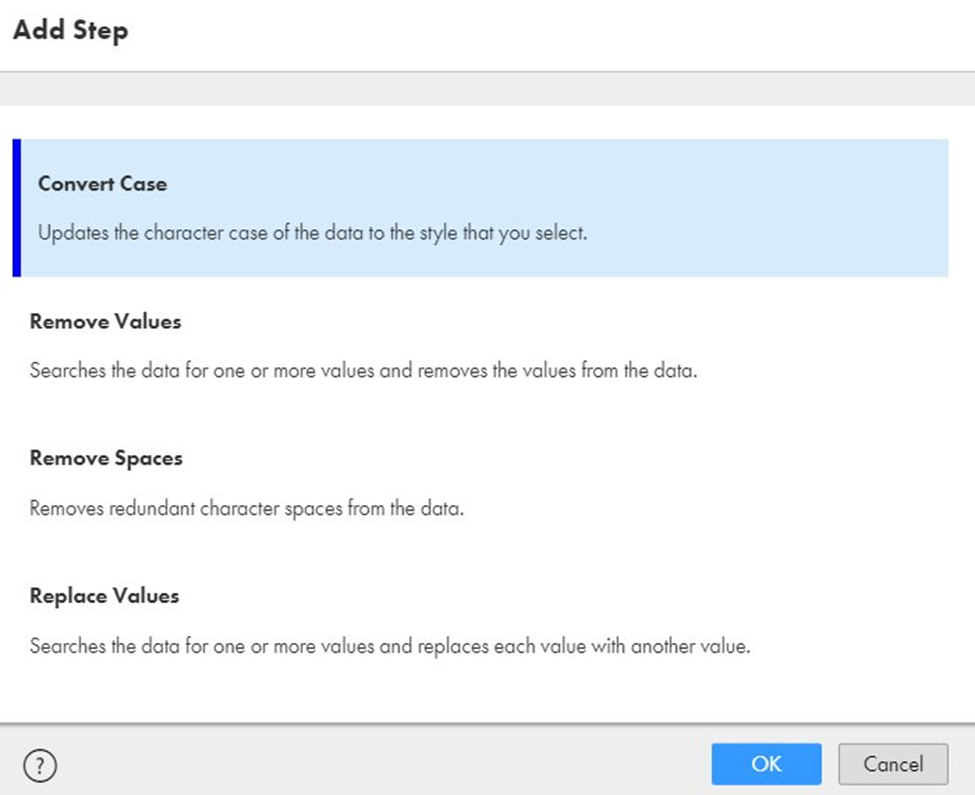 Add Step
Convert Case
Updates the character case of the data to the style that you select.
Remove Values
Searches the data for one or more values and removes the values from the data.
Remove Spaces
Removes redundant character spaces from the data.
Replace Values
Searches the data for one or more values and replaces each value with another value.
?
OK
Cancel